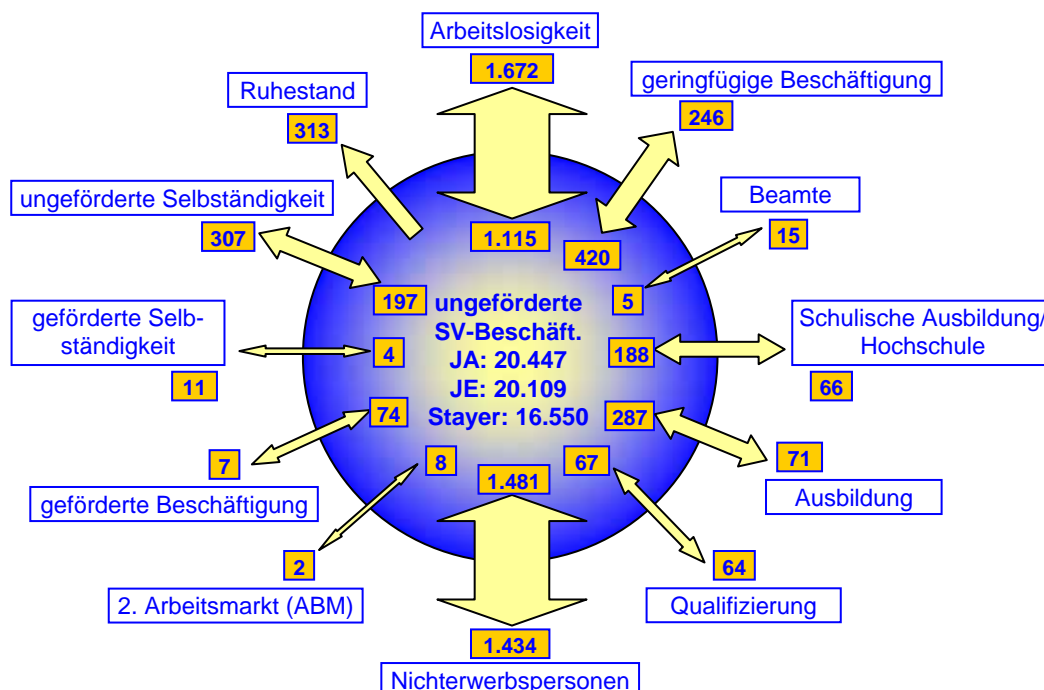 Arbeitslosigkeit
1.672
geringfügige Beschäftigung
246
Ruhestand
313
ungeförderte Selbständigkeit
307
Beamte
15
1.115
420
197
5
ungeförderte
SV-Beschäft.
JA: 20.447
JE: 20.109
Stayer: 16.550
geförderte Selb-
ständigkeit
11
4
188
Schulische Ausbildung/
Hochschule
66
74
287
7
geförderte Beschäftigung
71
Ausbildung
8
67
1.481
2
2. Arbeitsmarkt (ABM)
64
Qualifizierung
1.434
Nichterwerbspersonen